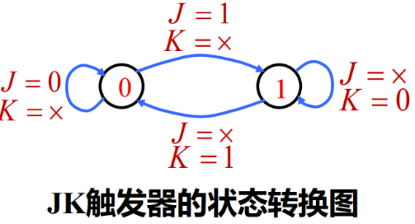 J = 1
K = ×
J = 0
K = ×
0
1
J = ×
K = 0
J = ×
K = 1
JK触发器的状态转换图